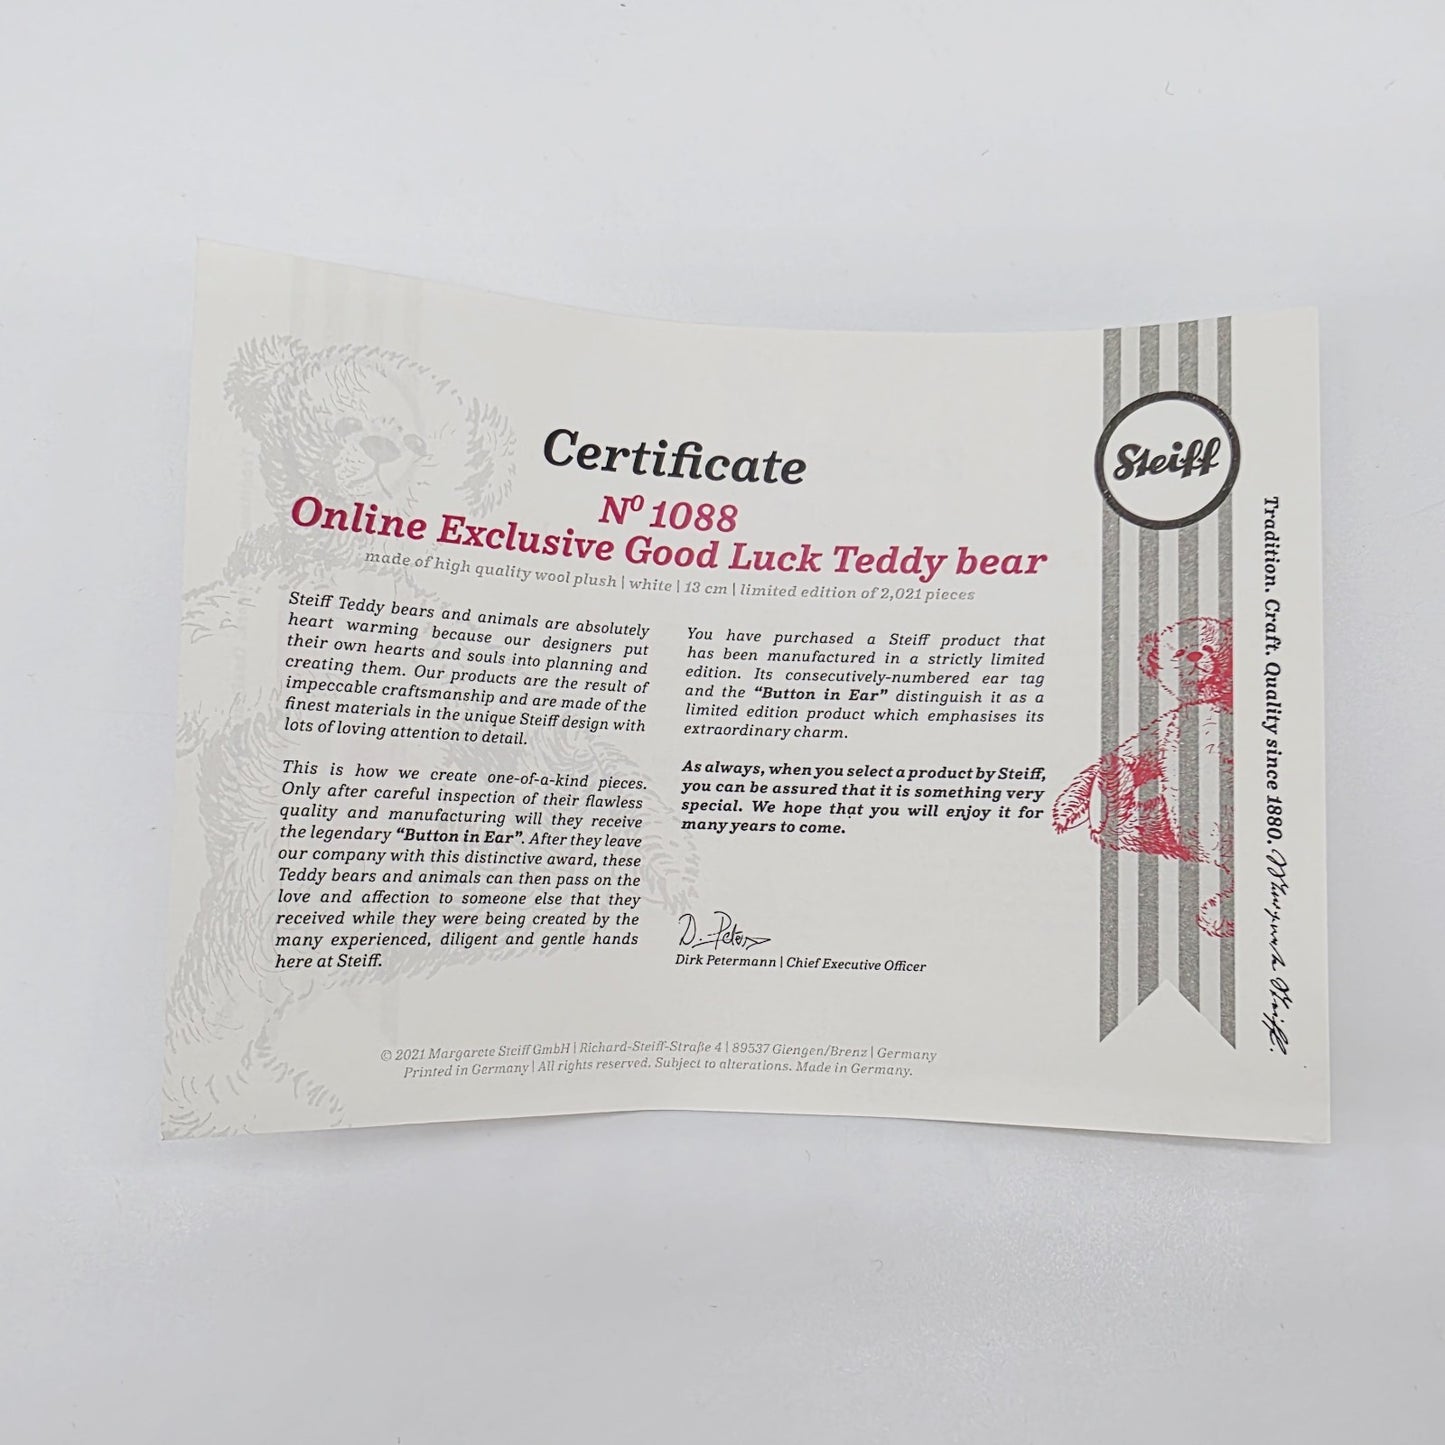 Certificate
Nº 1088
Online Exclusive Good Luck Teddy bear
made of high quality wool plush | white | 13 cm | limited edition of 2,021 pieces
Steiff Teddy bears and animals are absolutely
heart warming because our designers put
their own hearts and souls into planning and
creating them. Our products are the result of
impeccable craftsmanship and are made of the
finest materials in the unique Steiff design with
lots of loving attention to detail.
This is how we create one-of-a-kind pieces.
Only after careful inspection of their flawless
quality and manufacturing will they receive
the legendary “Button in Ear”. After they leave
our company with this distinctive award, these
Teddy bears and animals can then pass on the
love and affection to someone else that they
received while they were being created by the
many experienced, diligent and gentle hands
here at Steiff.
You have purchased a Steiff product that
has been manufactured in a strictly limited
edition. Its consecutively-numbered ear tag
and the “Button in Ear” distinguish it as a
limited edition product which emphasises its
extraordinary charm.
As always, when you select a product by Steiff,
you can be assured that it is something very
special. We hope that you will enjoy it for
many years to come.
D. Peter
Dirk Petermann | Chief Executive Officer
© 2021 Margarete Steiff GmbH | Richard-Steiff-Straße 4 | 89537 Giengen/Brenz | Germany
Printed in Germany | All rights reserved. Subject to alterations. Made in Germany.
Steiff
Tradition. Craft. Quality since 1880. Margarete Steiff.